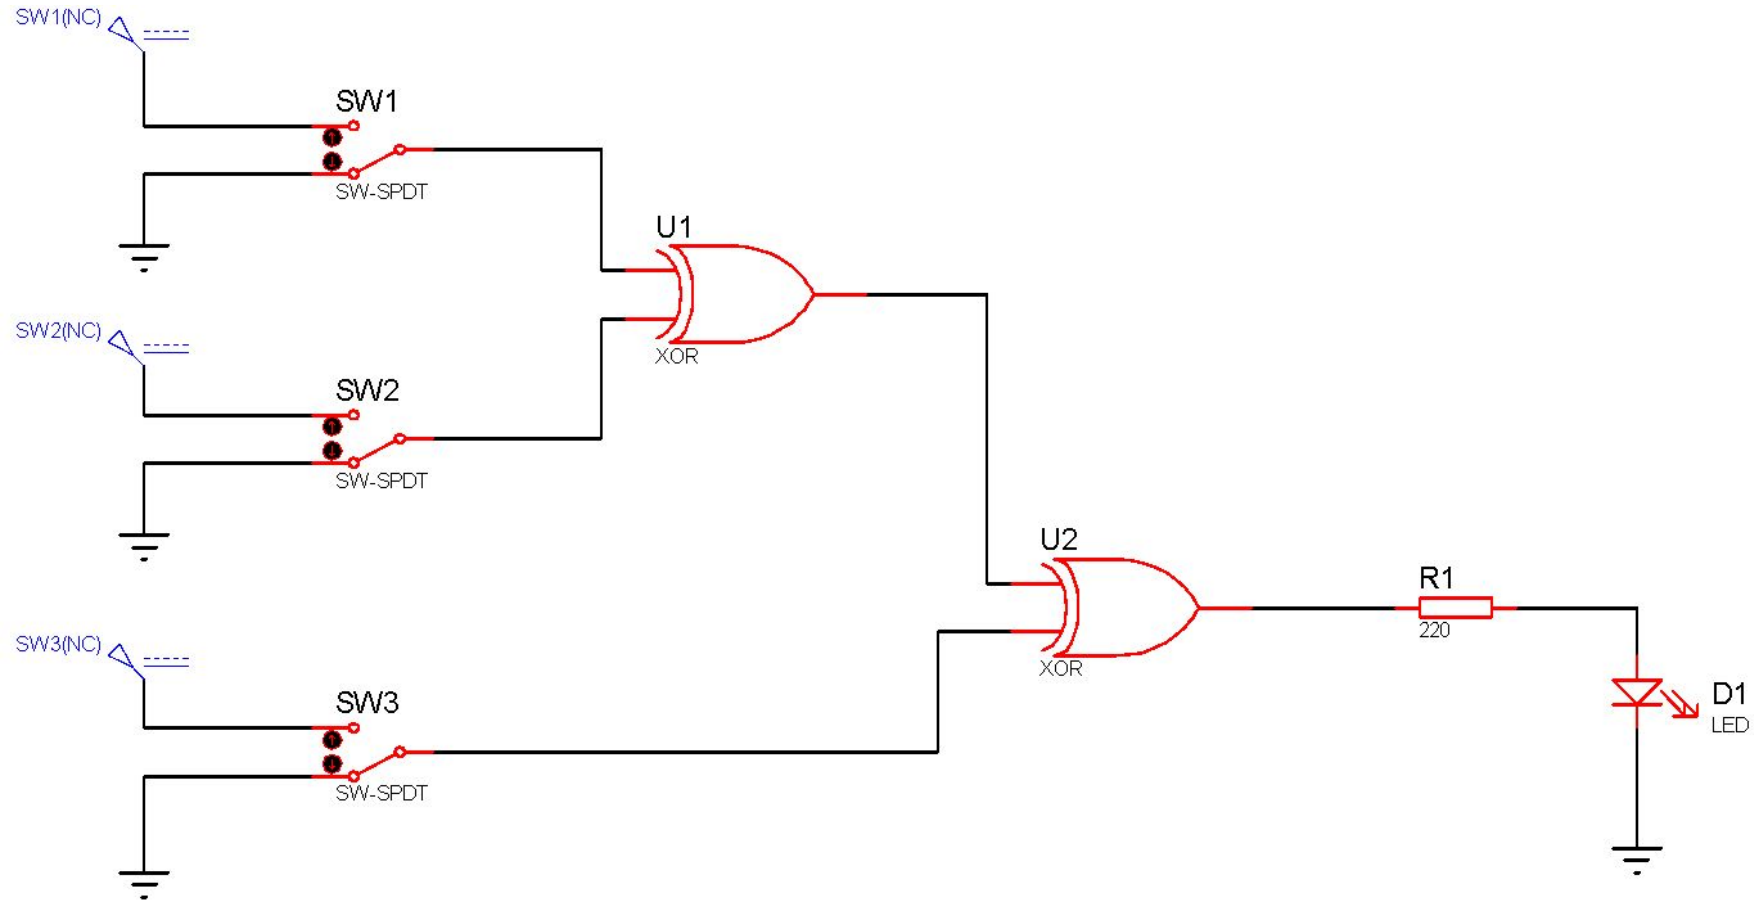 SW1(NC)
SW1
SW-SPDT
U1
XOR
SW2(NC)
SW2
SW-SPDT
U2
XOR
R1
220
D1
LED
SW3(NC)
SW3
SW-SPDT